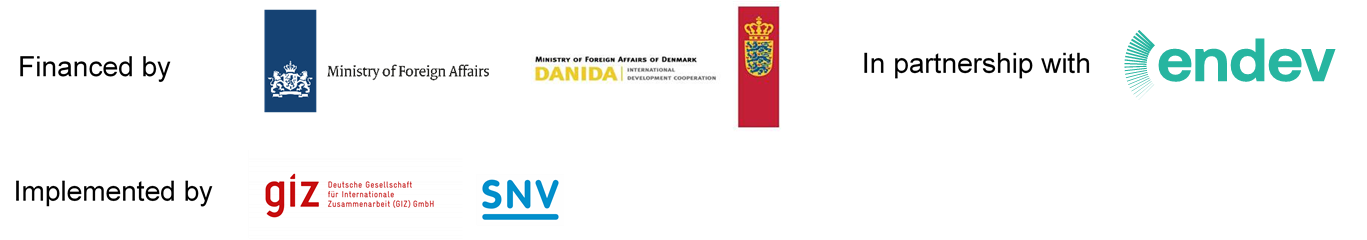 Financed by
Ministry of Foreign Affairs
MINISTRY OF FOREIGN AFFAIRS OF DENMARK
DANIDA
INTERNATIONAL
DEVELOPMENT COOPERATION
In partnership with
endev
Implemented by
giz
Deutsche Gesellschaft
für Internationale
Zusammenarbeit (GIZ) GmbH
SNV